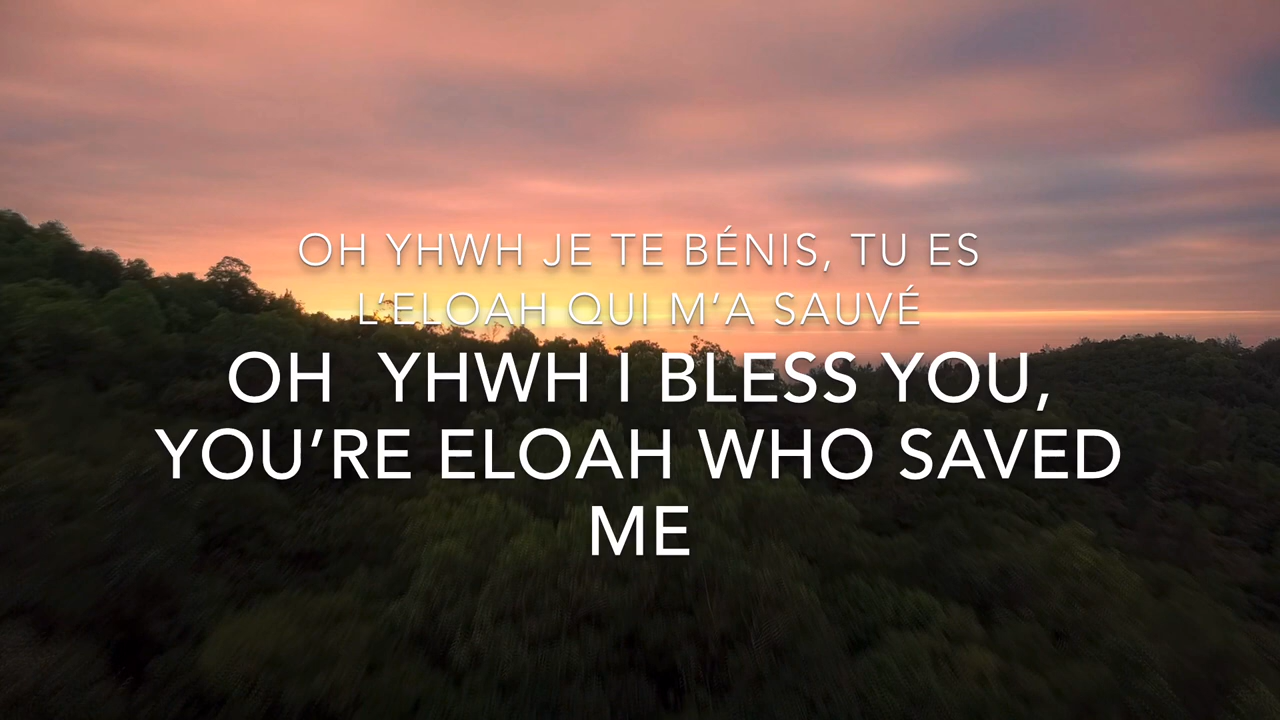 OH YHWH JE TE BÉNIS, TU ES
L’ELOAH QUI M’A SAUVÉ
OH  YHWH I BLESS YOU,
YOU’RE ELOAH WHO SAVED
ME